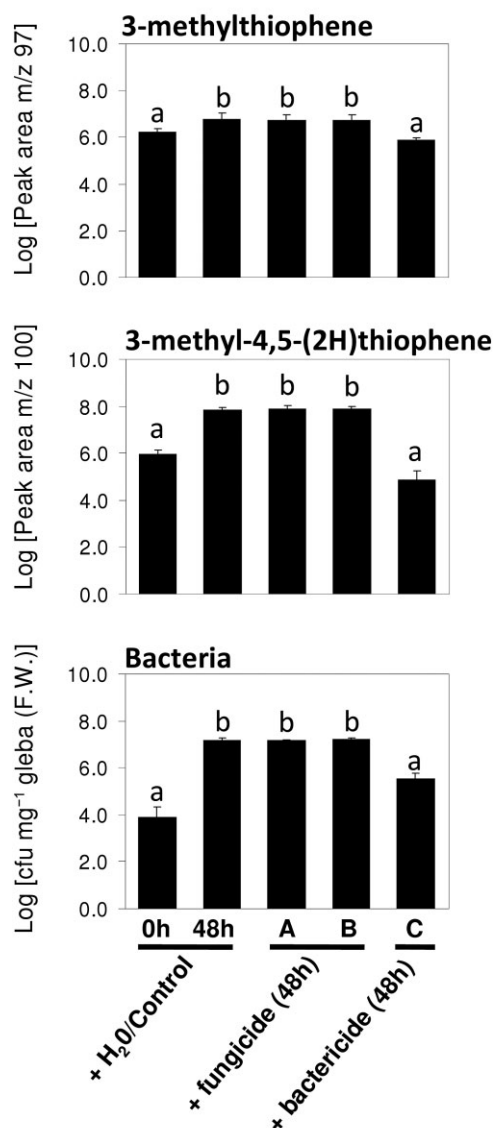 3-methylthiophene
Log [Peak area m/z 97]
10.0
8.0
6.0
4.0
2.0
0.0
a
b
b
b
a
3-methyl-4,5-(2H)thiophene
Log [Peak area m/z 100]
10.0
8.0
6.0
4.0
2.0
0.0
a
b
b
b
a
Bacteria
Log [cfu mg⁻¹ gleba (F.W.)]
10.0
8.0
6.0
4.0
2.0
0.0
a
b
b
b
a
0h 48h A B C
+ H₂0/Control
+ fungicide (48h)
+ bactericide (48h)